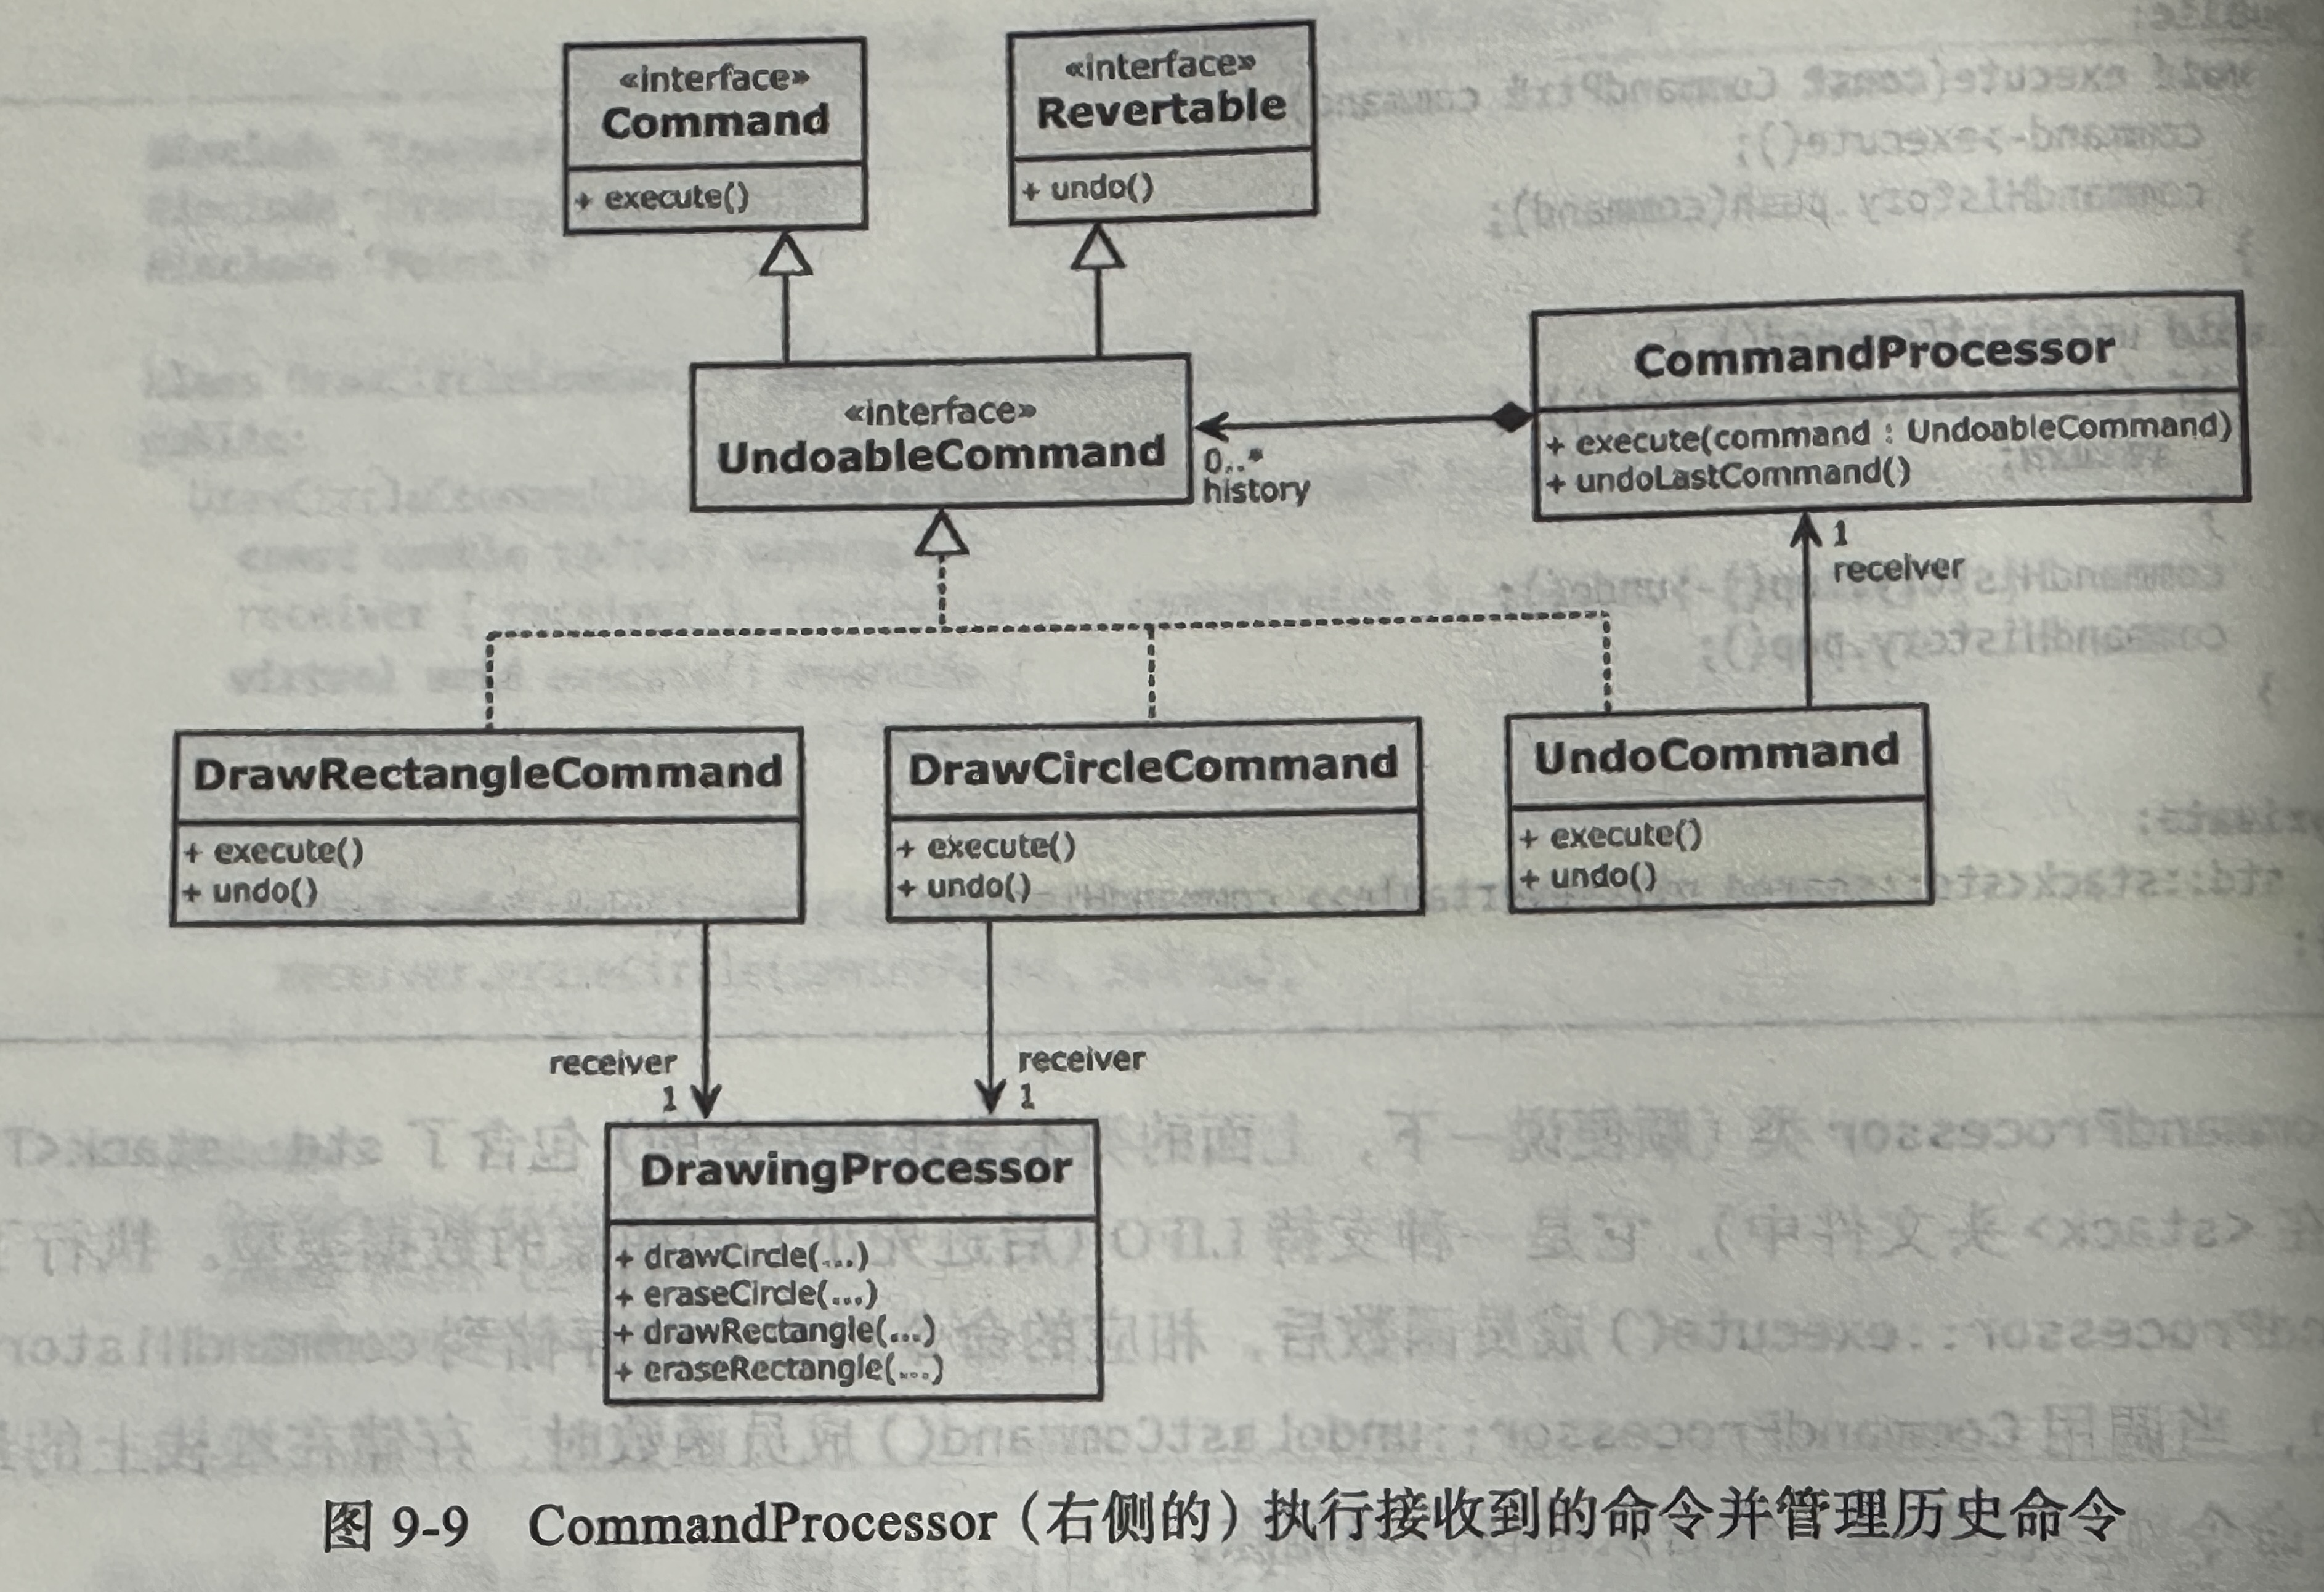 «interface»
Command
+ execute()
«interface»
Revertable
+ undo()
«interface»
UndoableCommand
0..*
history
CommandProcessor
+ execute(command : UndoableCommand)
+ undoLastCommand()
1
receiver
DrawRectangleCommand
+ execute()
+ undo()
DrawCircleCommand
+ execute()
+ undo()
UndoCommand
+ execute()
+ undo()
receiver
1
receiver
1
DrawingProcessor
+ drawCircle(...)
+ eraseCircle(...)
+ drawRectangle(...)
+ eraseRectangle(...)
图 9-9 CommandProcessor（右侧的）执行接收到的命令并管理历史命令